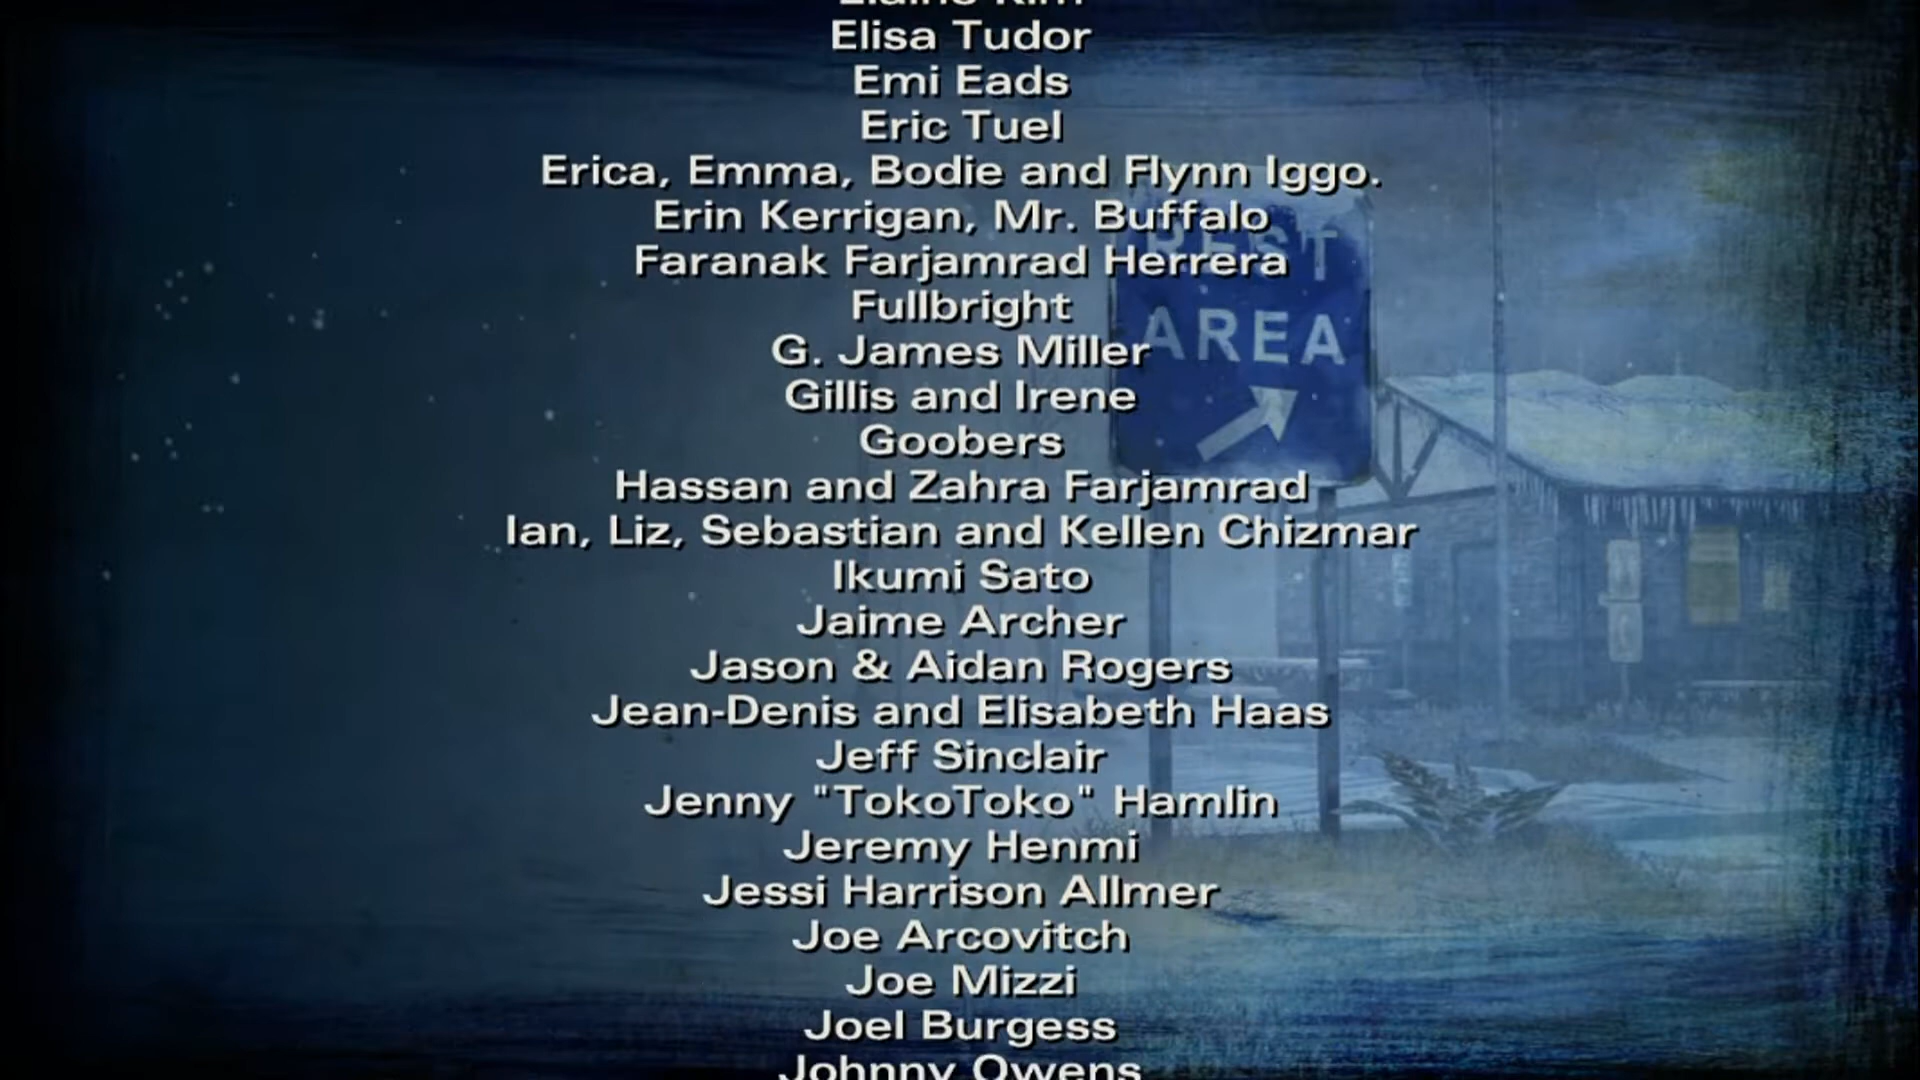 Elaine Kim
Elisa Tudor
Emi Eads
Eric Tuel
Erica, Emma, Bodie and Flynn Iggo.
Erin Kerrigan, Mr. Buffalo
Faranak Farjamrad Herrera
Fullbright
G. James Miller
Gillis and Irene
Goobers
Hassan and Zahra Farjamrad
Ian, Liz, Sebastian and Kellen Chizmar
Ikumi Sato
Jaime Archer
Jason & Aidan Rogers
Jean-Denis and Elisabeth Haas
Jeff Sinclair
Jenny "TokoToko" Hamlin
Jeremy Henmi
Jessi Harrison Allmer
Joe Arcovitch
Joe Mizzi
Joel Burgess
Johnny Owens
REST
AREA